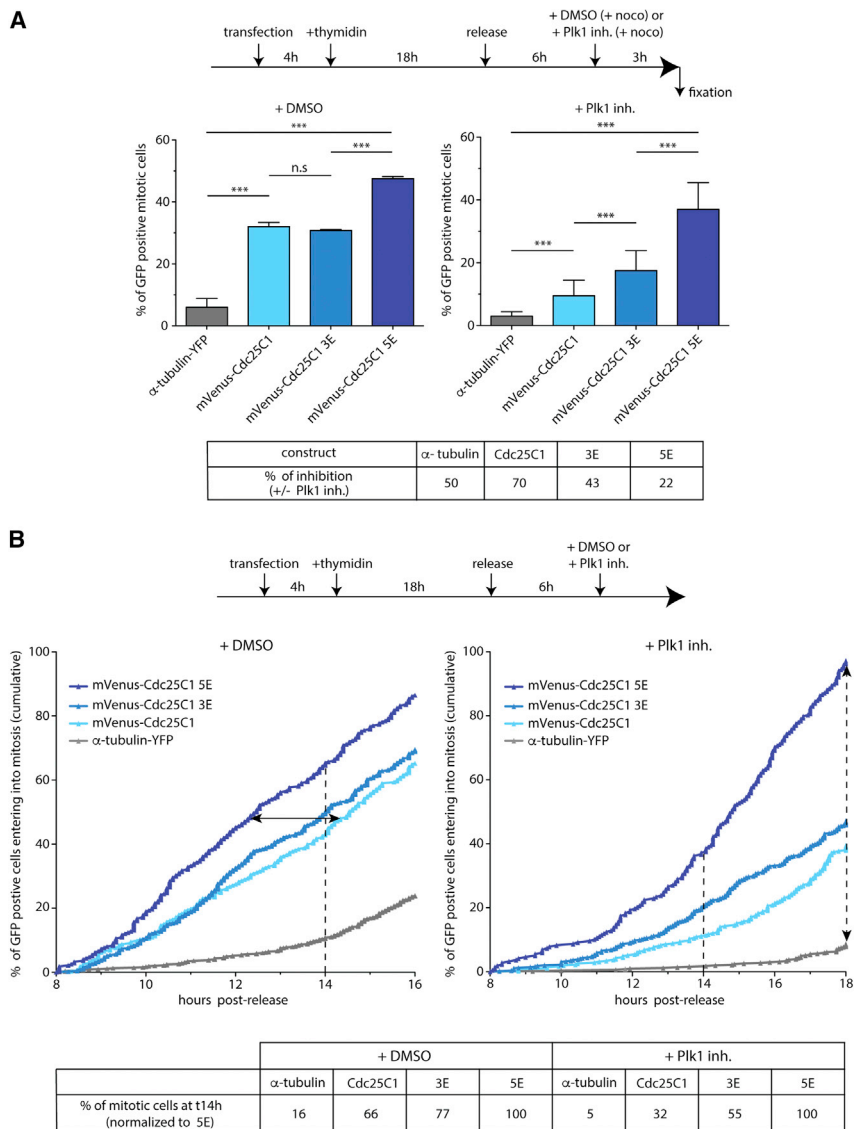 A
+ DMSO (+ noco) or
transfection +thymidin release + Plk1 inh. (+ noco)
4h 18h 6h 3h
fixation
+ DMSO + Plk1 inh.
*** ***
*** ***
n.s ***
*** ***
% of GFP positive mitotic cells
60
40
20
0
α-tubulin-YFP
mVenus-Cdc25C1
mVenus-Cdc25C1 3E
mVenus-Cdc25C1 5E
% of GFP positive mitotic cells
60
40
20
0
α-tubulin-YFP
mVenus-Cdc25C1
mVenus-Cdc25C1 3E
mVenus-Cdc25C1 5E
construct α- tubulin Cdc25C1 3E 5E
% of inhibition
(+/- Plk1 inh.) 50 70 43 22
B
+ DMSO or
transfection +thymidin release + Plk1 inh.
4h 18h 6h
+ DMSO
% of GFP postive cells entering into mitosis (cumulative)
100
80
60
40
20
0
mVenus-Cdc25C1 5E
mVenus-Cdc25C1 3E
mVenus-Cdc25C1
α-tubulin-YFP
8 10 12 14 16
hours post-release
+ Plk1 inh.
% of GFP postive cells entering into mitosis (cumulative)
100
80
60
40
20
0
mVenus-Cdc25C1 5E
mVenus-Cdc25C1 3E
mVenus-Cdc25C1
α-tubulin-YFP
8 10 12 14 16 18
hours post-release
+ DMSO + Plk1 inh.
α-tubulin Cdc25C1 3E 5E α-tubulin Cdc25C1 3E 5E
% of mitotic cells at t14h
(normalized to 5E) 16 66 77 100 5 32 55 100